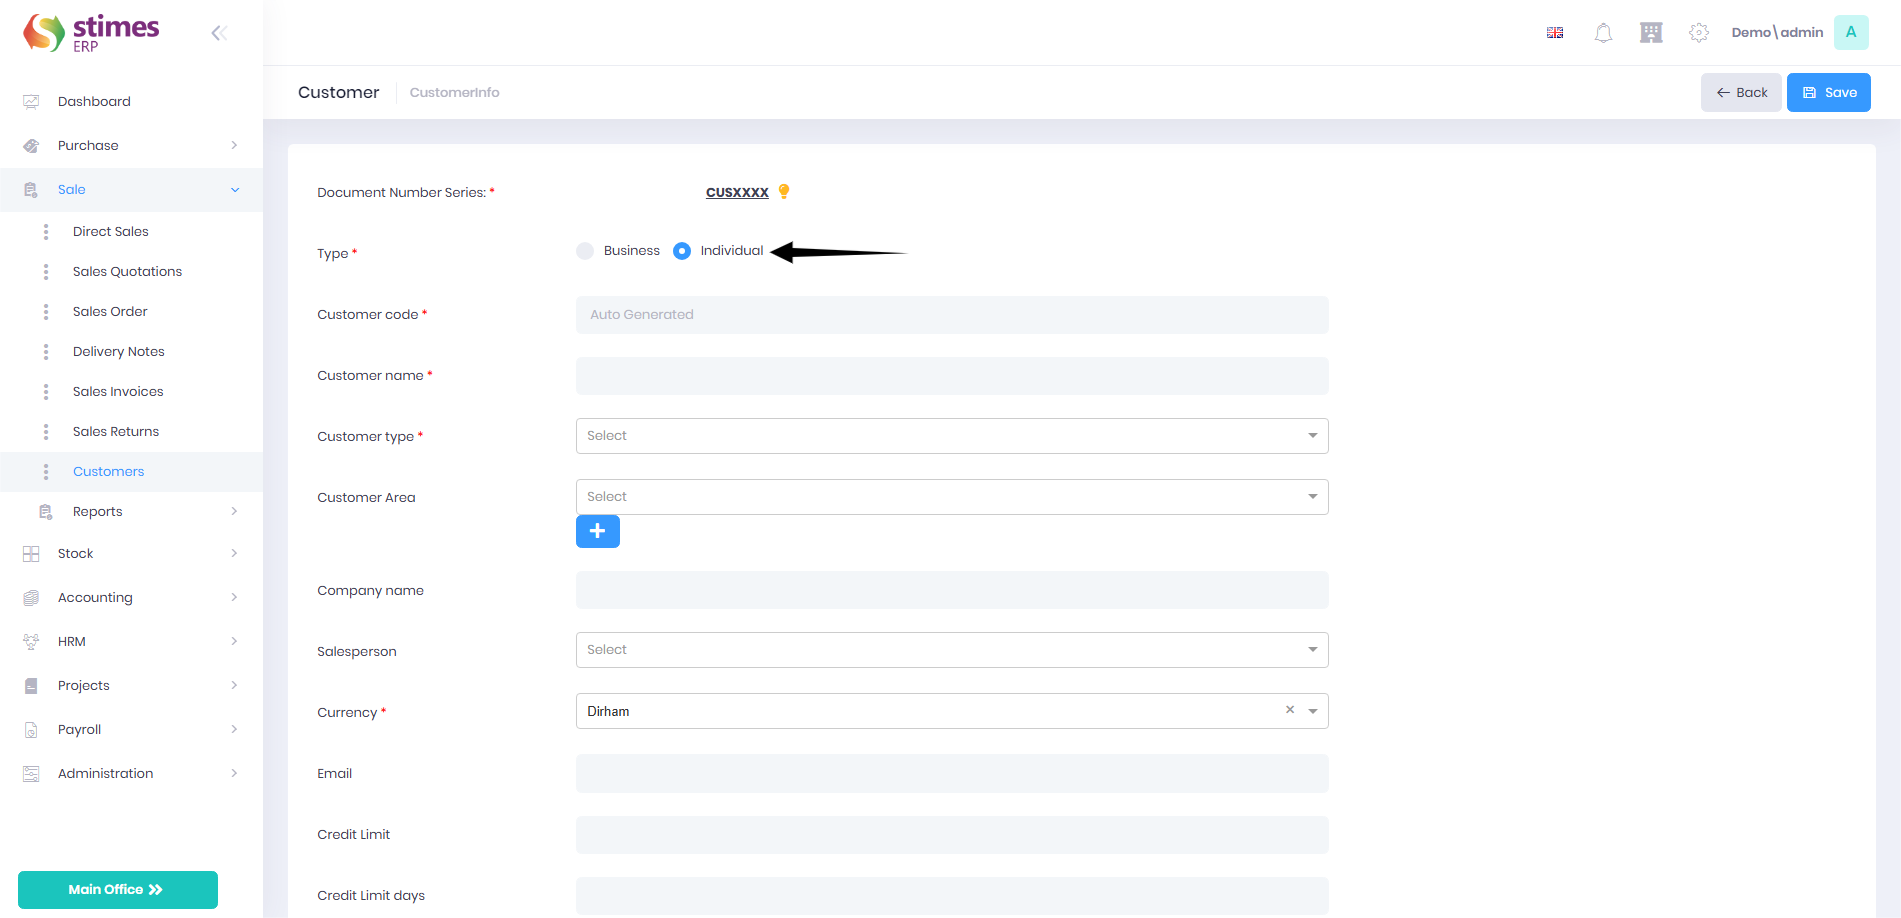 stimes
ERP
Demo\admin
A
Customer
CustomerInfo
Back
Save
Dashboard
Purchase
Sale
Direct Sales
Sales Quotations
Sales Order
Delivery Notes
Sales Invoices
Sales Returns
Customers
Reports
Stock
Accounting
HRM
Projects
Payroll
Administration
Main Office
Document Number Series: *
CUSXXXX
Type *
Business
Individual
Customer code *
Auto Generated
Customer name *
Customer type *
Select
Customer Area
Select
Company name
Salesperson
Select
Currency *
Dirham
Email
Credit Limit
Credit Limit days